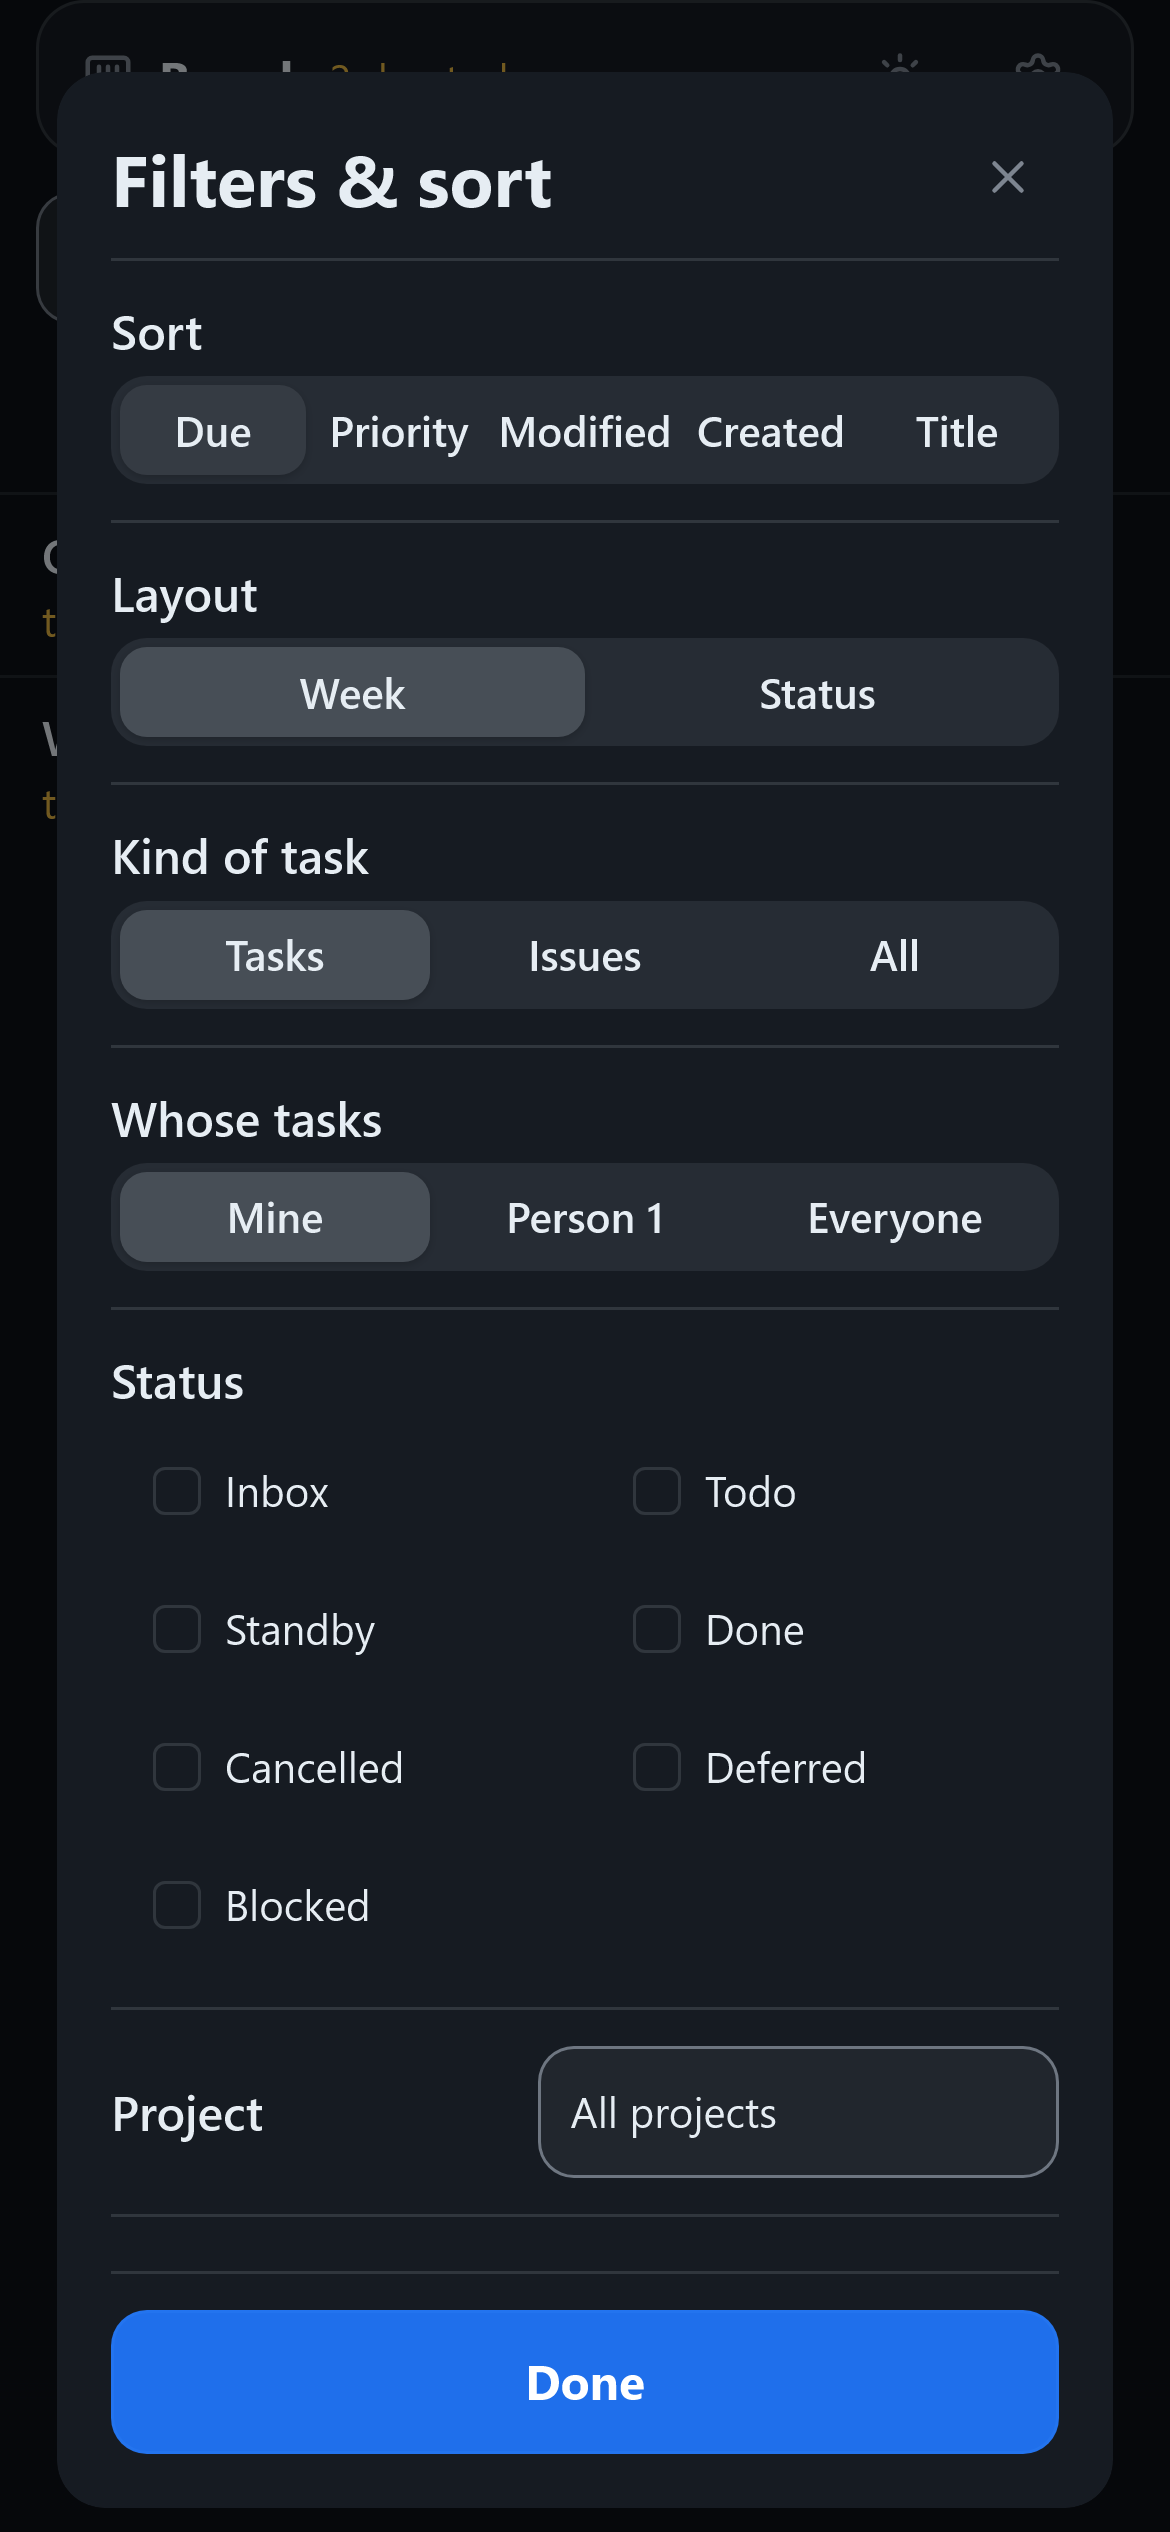 Filters & sort
Sort
Due Priority Modified Created Title
Layout
Week Status
Kind of task
Tasks Issues All
Whose tasks
Mine Person 1 Everyone
Status
Inbox Todo
Standby Done
Cancelled Deferred
Blocked
Project All projects
Done